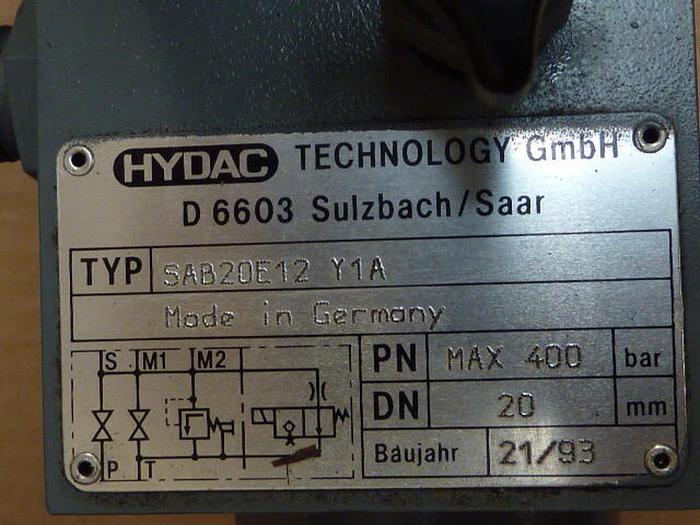 HYDAC TECHNOLOGY GmbH
D 6603 Sulzbach/Saar
TYP SAB20E12 Y1A
Made in Germany
S M1 M2
P T
PN MAX 400 bar
DN 20 mm
Baujahr 21/93